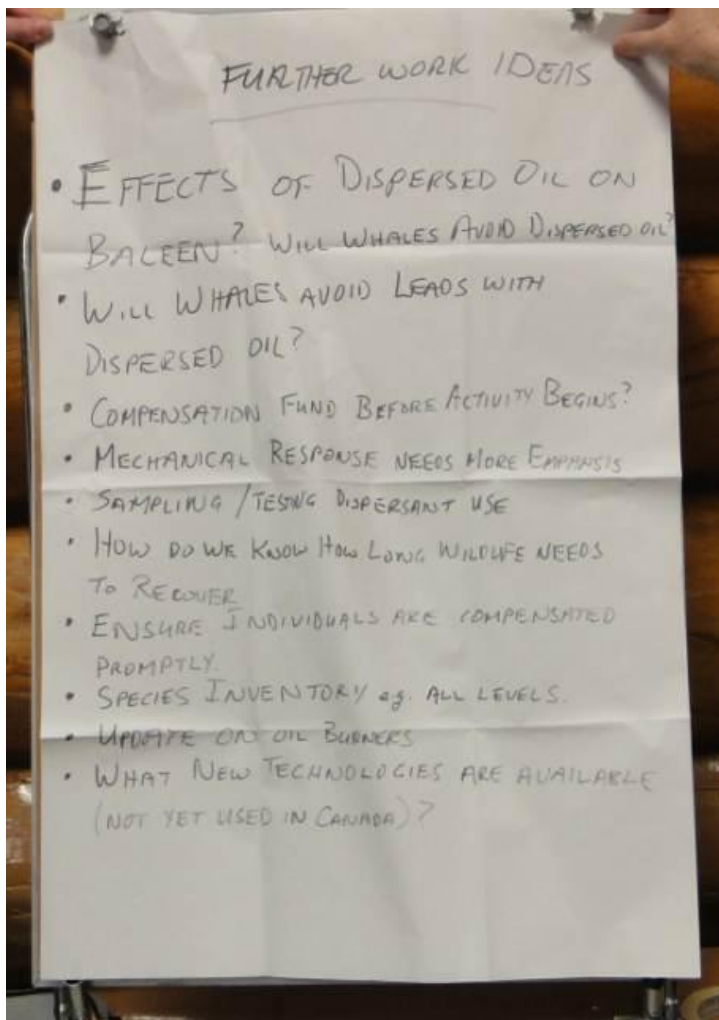 FURTHER WORK IDEAS
• EFFECTS OF DISPERSED OIL ON
BALEEN? WILL WHALES AVOID DISPERSED OIL?
• WILL WHALES AVOID LEADS WITH
DISPERSED OIL?
• COMPENSATION FUND BEFORE ACTIVITY BEGINS?
• MECHANICAL RESPONSE NEEDS MORE EMPHASIS
• SAMPLING / TESTING DISPERSANT USE
• HOW DO WE KNOW HOW LONG WILDLIFE NEEDS
TO RECOVER
• ENSURE INDIVIDUALS ARE COMPENSATED
PROMPTLY.
• SPECIES INVENTORY eg. ALL LEVELS.
• UPDATE ON OIL BURNERS
• WHAT NEW TECHNOLOGIES ARE AVAILABLE
(NOT YET USED IN CANADA)?